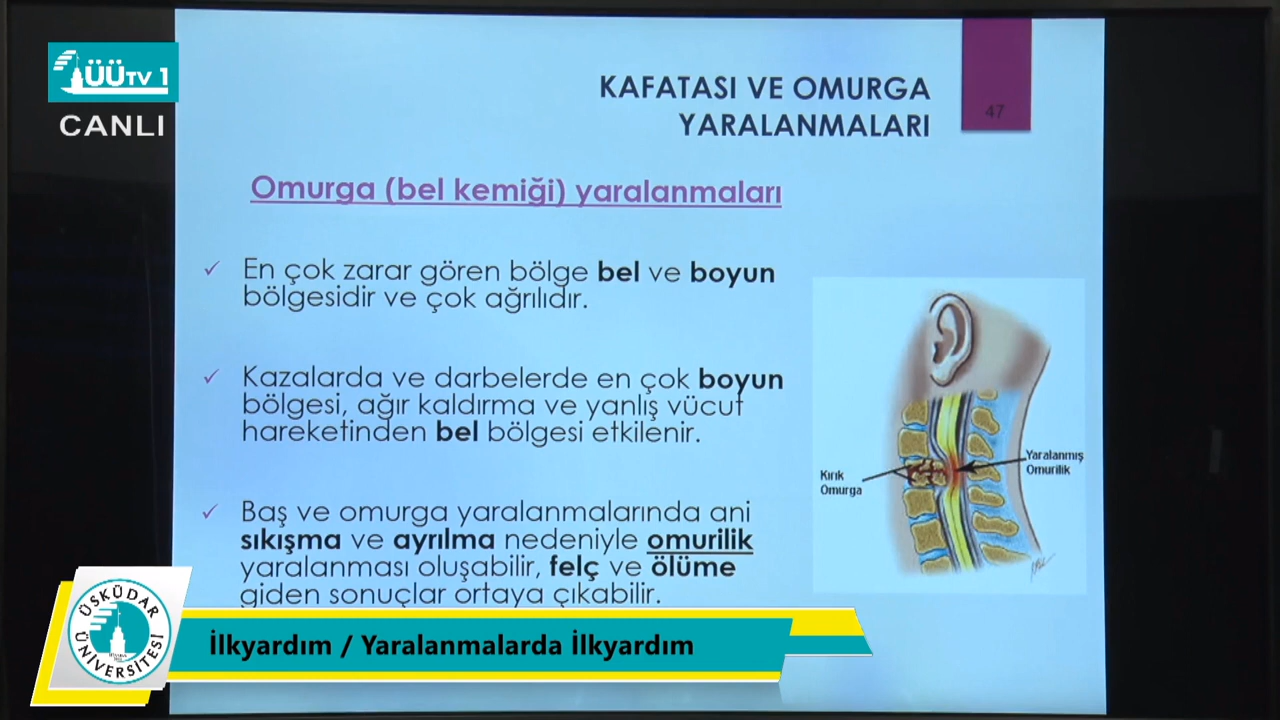 ÜÜTV 1
CANLI
KAFATASI VE OMURGA
YARALANMALARI
47
Omurga (bel kemiği) yaralanmaları
✓ En çok zarar gören bölge bel ve boyun
bölgesidir ve çok ağrılıdır.
✓ Kazalarda ve darbelerde en çok boyun
bölgesi, ağır kaldırma ve yanlış vücut
hareketinden bel bölgesi etkilenir.
✓ Baş ve omurga yaralanmalarında ani
sıkışma ve ayrılma nedeniyle omurilik
yaralanması oluşabilir, felç ve ölüme
giden sonuçlar ortaya çıkabilir.
Kırık
Omurga
Yaralanmış
Omurilik
ÜSKÜDAR
ÜNİVERSİTESİ
İlkyardım / Yaralanmalarda İlkyardım